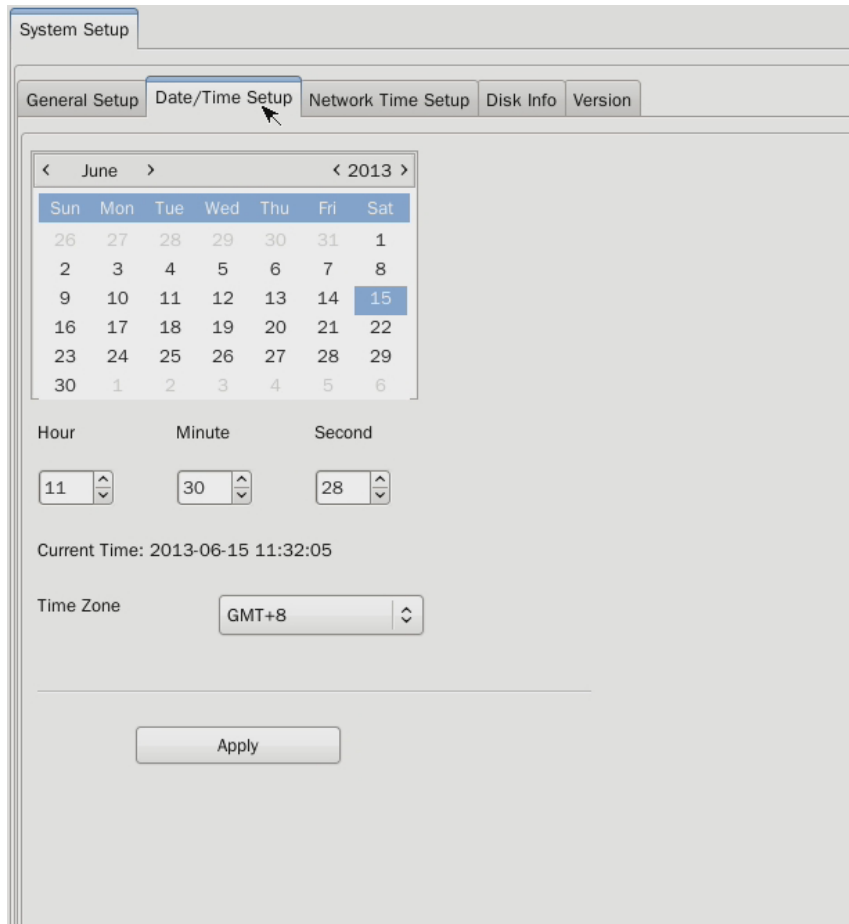 System Setup
General Setup Date/Time Setup Network Time Setup Disk Info Version
< June > < 2013 >
Sun Mon Tue Wed Thu Fri Sat
26 27 28 29 30 31 1
2 3 4 5 6 7 8
9 10 11 12 13 14 15
16 17 18 19 20 21 22
23 24 25 26 27 28 29
30 1 2 3 4 5 6
Hour Minute Second
11 30 28
Current Time: 2013-06-15 11:32:05
Time Zone GMT+8
Apply